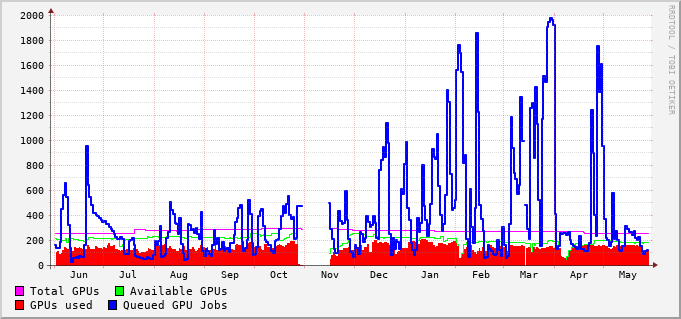 2000
1800
1600
1400
1200
1000
800
600
400
200
0
Jun Jul Aug Sep Oct Nov Dec Jan Feb Mar Apr May
Total GPUs Available GPUs
GPUs used Queued GPU Jobs
RRDTOOL / TOBI OETIKER